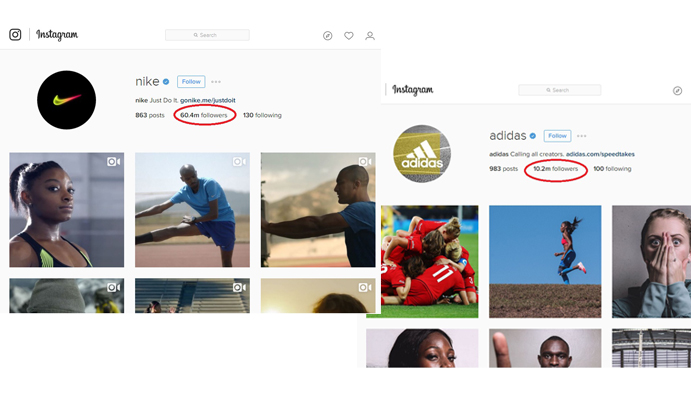 Instagram
Search
nike Follow
nike Just Do It. gonike.me/justdoit
863 posts 60.4m followers 130 following
Instagram
Search
adidas
adidas Follow
adidas Calling all creators. adidas.com/speedtakes
983 posts 10.2m followers 100 following
11